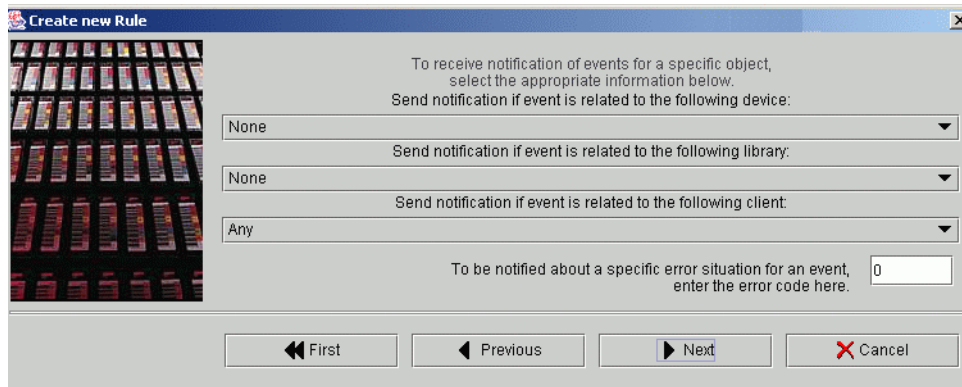 Create new Rule
To receive notification of events for a specific object,
select the appropriate information below.
Send notification if event is related to the following device:
None
Send notification if event is related to the following library:
None
Send notification if event is related to the following client:
Any
To be notified about a specific error situation for an event,
enter the error code here.
0
First
Previous
Next
Cancel